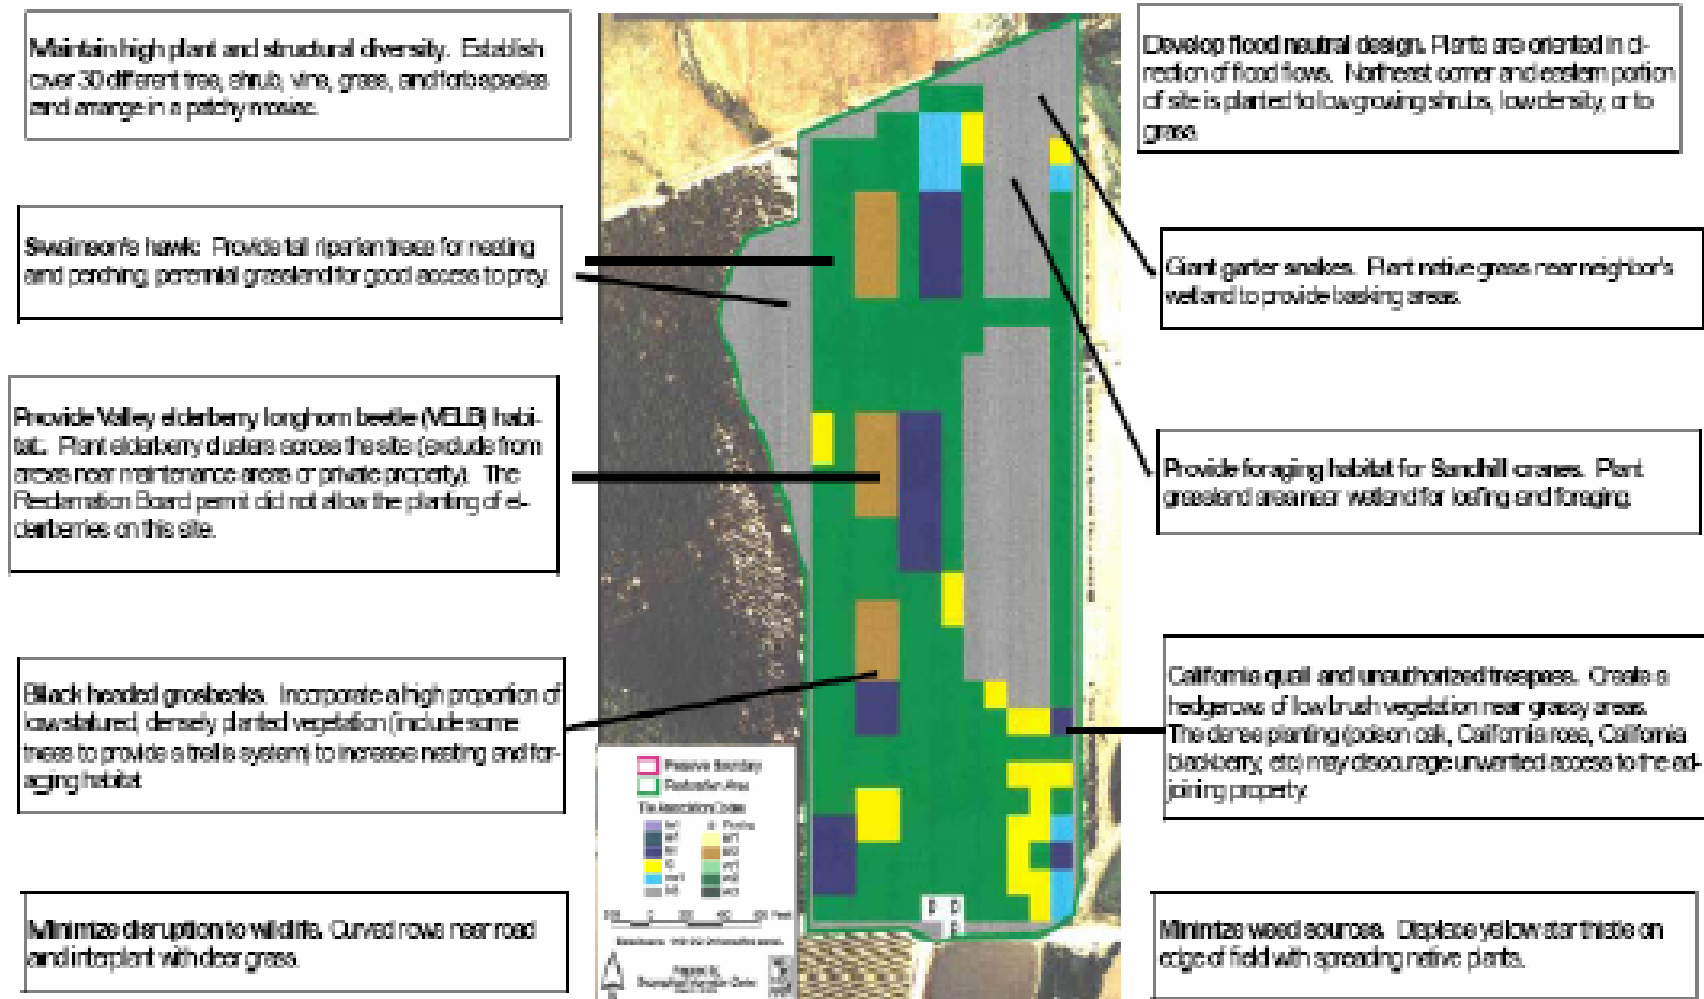 Maintain high plant and structural diversity. Establish
over 30 different tree, shrub, vine, grass, and forb species
and arrange in a patchy mosaic.
Swainson's hawk: Provide tall riparian trees for nesting
and perching, perennial grassland for good access to prey.
Provide Valley elderberry longhorn beetle (VELB) habi-
tat. Plant elderberry clusters across the site (exclude from
areas near maintenance areas or private property). The
Reclamation Board permit did not allow the planting of el-
derberries on this site.
Black headed grosbeaks. Incorporate a high proportion of
low statured, densely planted vegetation (include some
trees to provide a trellis system) to increase nesting and for-
aging habitat
Minimize disruption to wildlife. Curved rows near road
and interplant with deer grass.
Preserve Boundary
Restoration Area
Develop flood neutral design. Plants are oriented in di-
rection of flood flows. Northeast corner and eastern portion
of site is planted to low growing shrubs, low density, or to
grass.
Giant garter snakes. Plant native grass near neighbor's
wetland to provide basking areas.
Provide foraging habitat for Sandhill cranes. Plant
grassland area near wetland for loafing and foraging.
California quail and unauthorized trespass. Create a
hedgerows of low brush vegetation near grassy areas.
The dense planting (poison oak, California rose, California
blackberry, etc) may discourage unwanted access to the ad-
joining property.
Minimize weed sources. Displace yellow star thistle on
edge of field with spreading native plants.